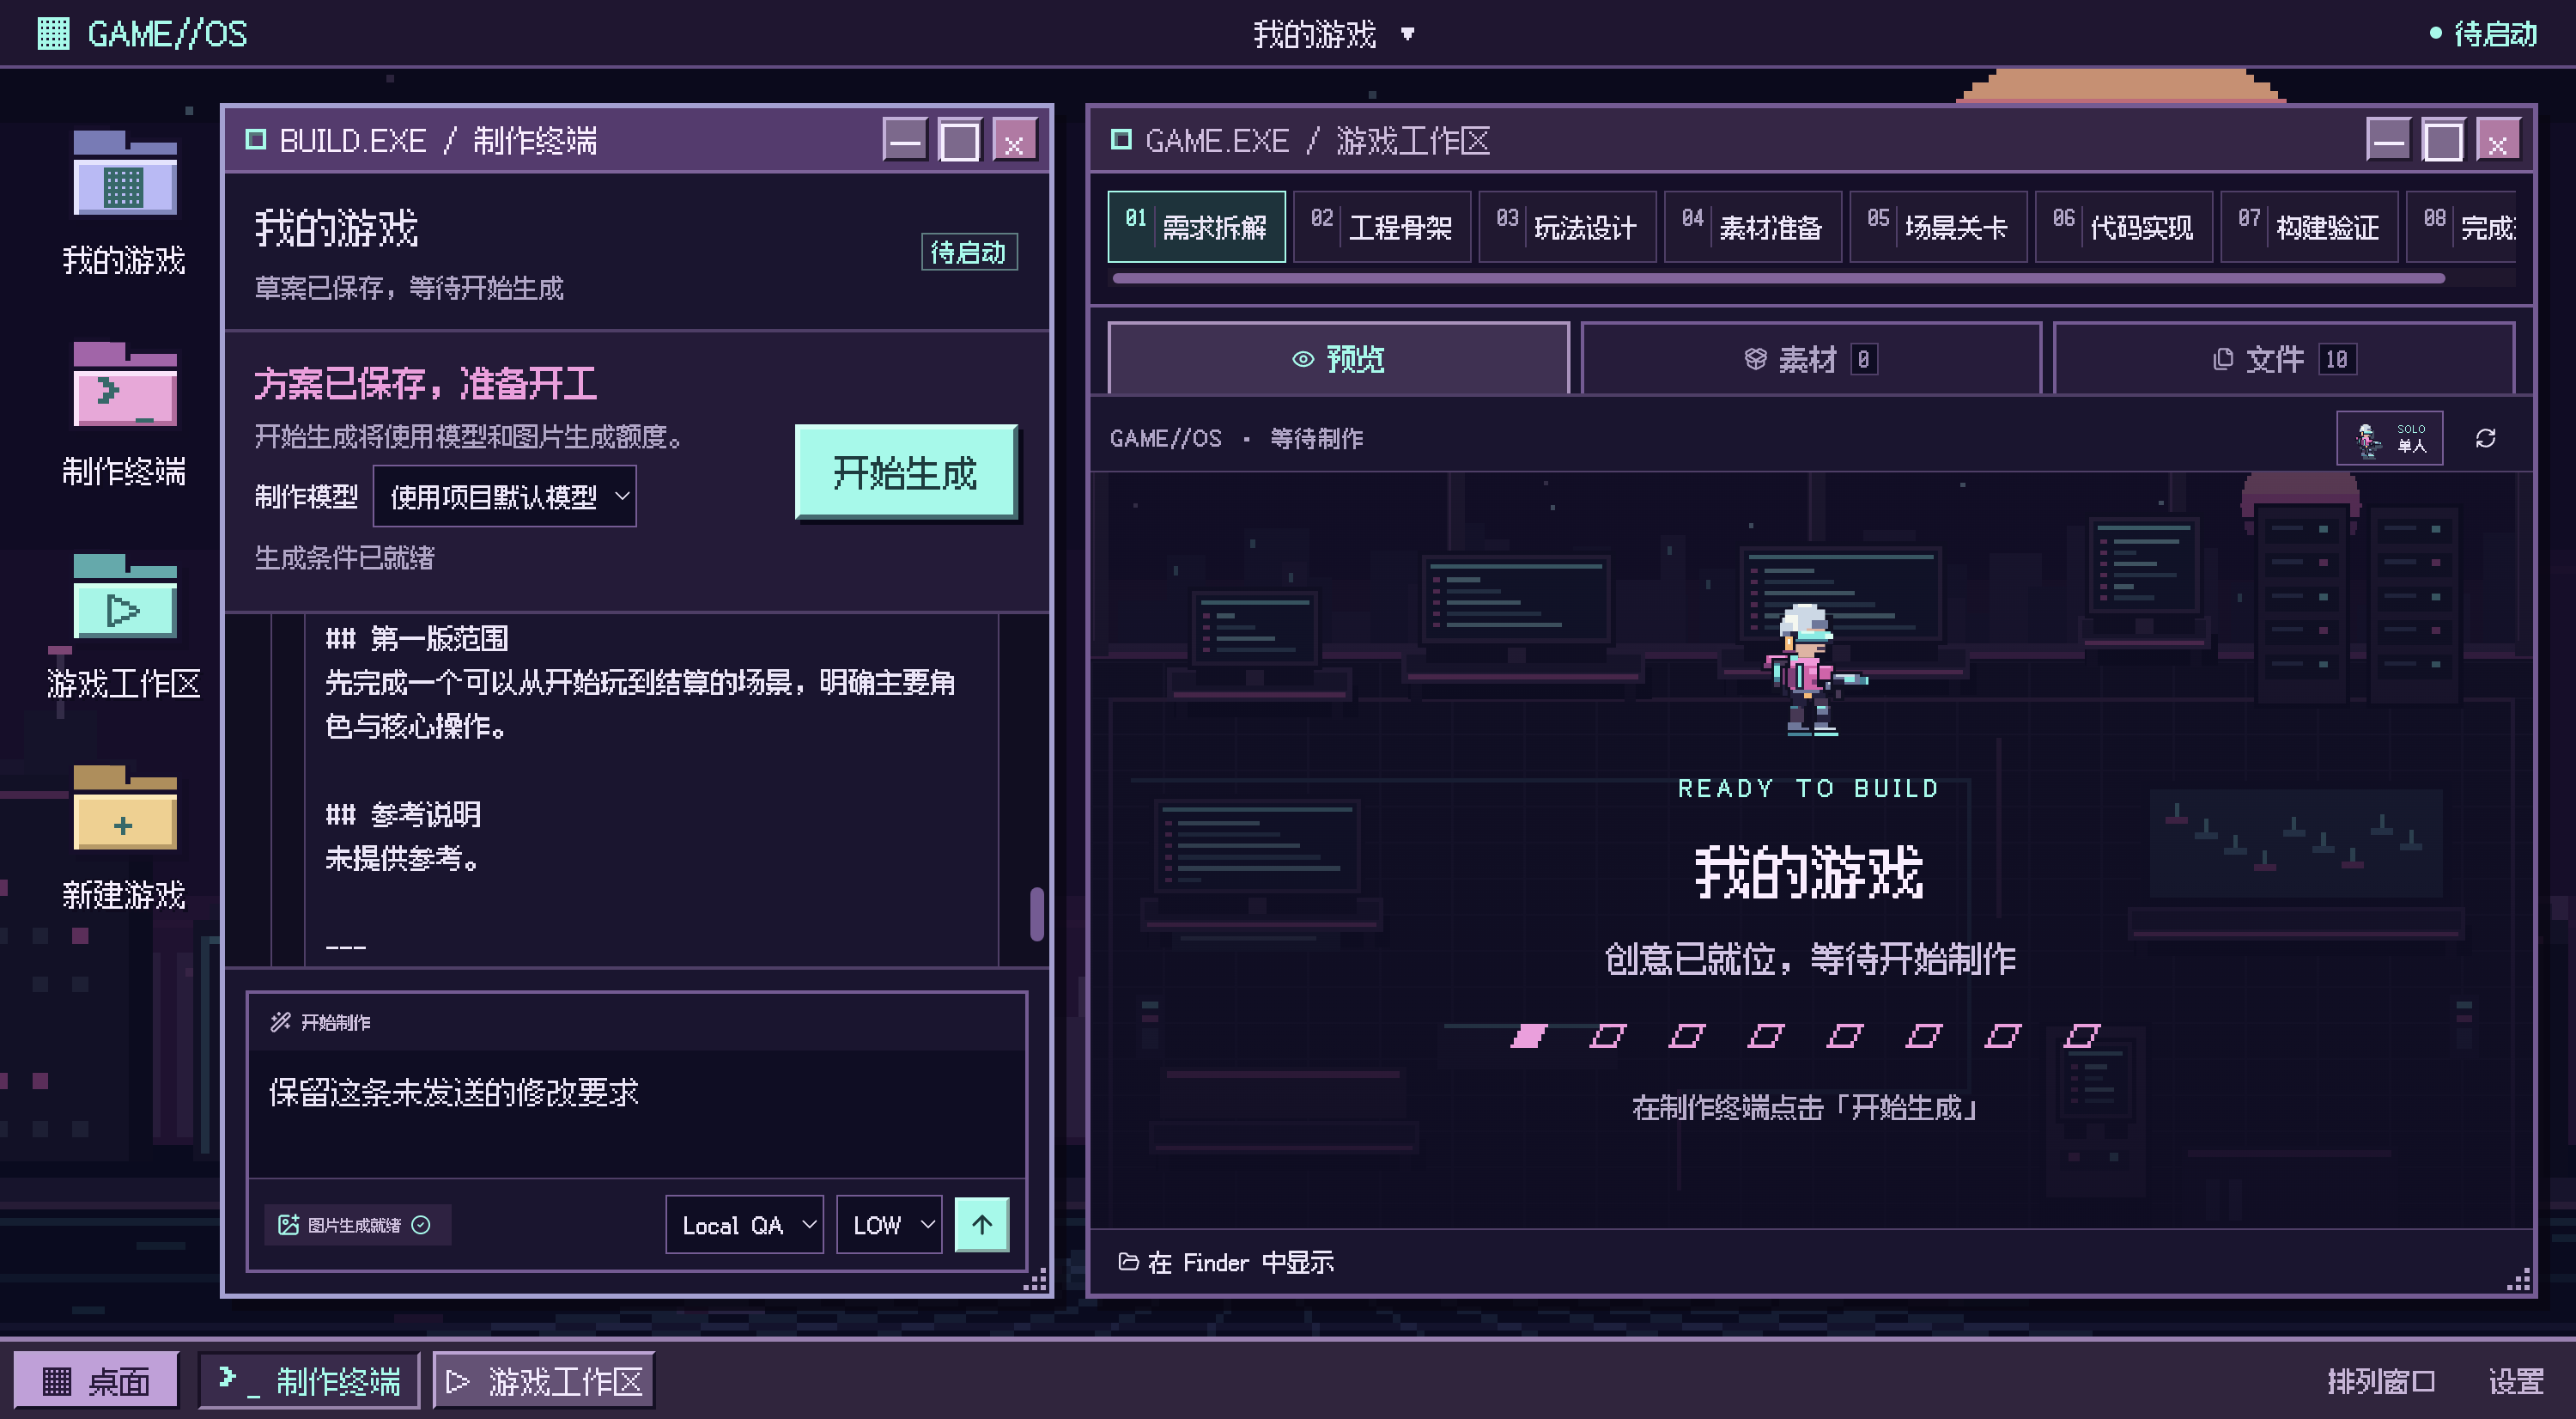 GAME//OS
我的游戏 ▼
待启动
我的游戏
制作终端
游戏工作区
新建游戏
BUILD.EXE / 制作终端
我的游戏
草案已保存，等待开始生成
待启动
方案已保存，准备开工
开始生成将使用模型和图片生成额度。
制作模型
使用项目默认模型
开始生成
生成条件已就绪
## 第一版范围
先完成一个可以从开始玩到结算的场景，明确主要角
色与核心操作。
## 参考说明
未提供参考。
---
开始制作
保留这条未发送的修改要求
图片生成就绪
Local QA
LOW
GAME.EXE / 游戏工作区
01 需求拆解
02 工程骨架
03 玩法设计
04 素材准备
05 场景关卡
06 代码实现
07 构建验证
08 完成
预览
素材 0
文件 10
GAME//OS · 等待制作
SOLO
单人
READY TO BUILD
我的游戏
创意已就位，等待开始制作
在制作终端点击「开始生成」
在 Finder 中显示
桌面
制作终端
游戏工作区
排列窗口
设置